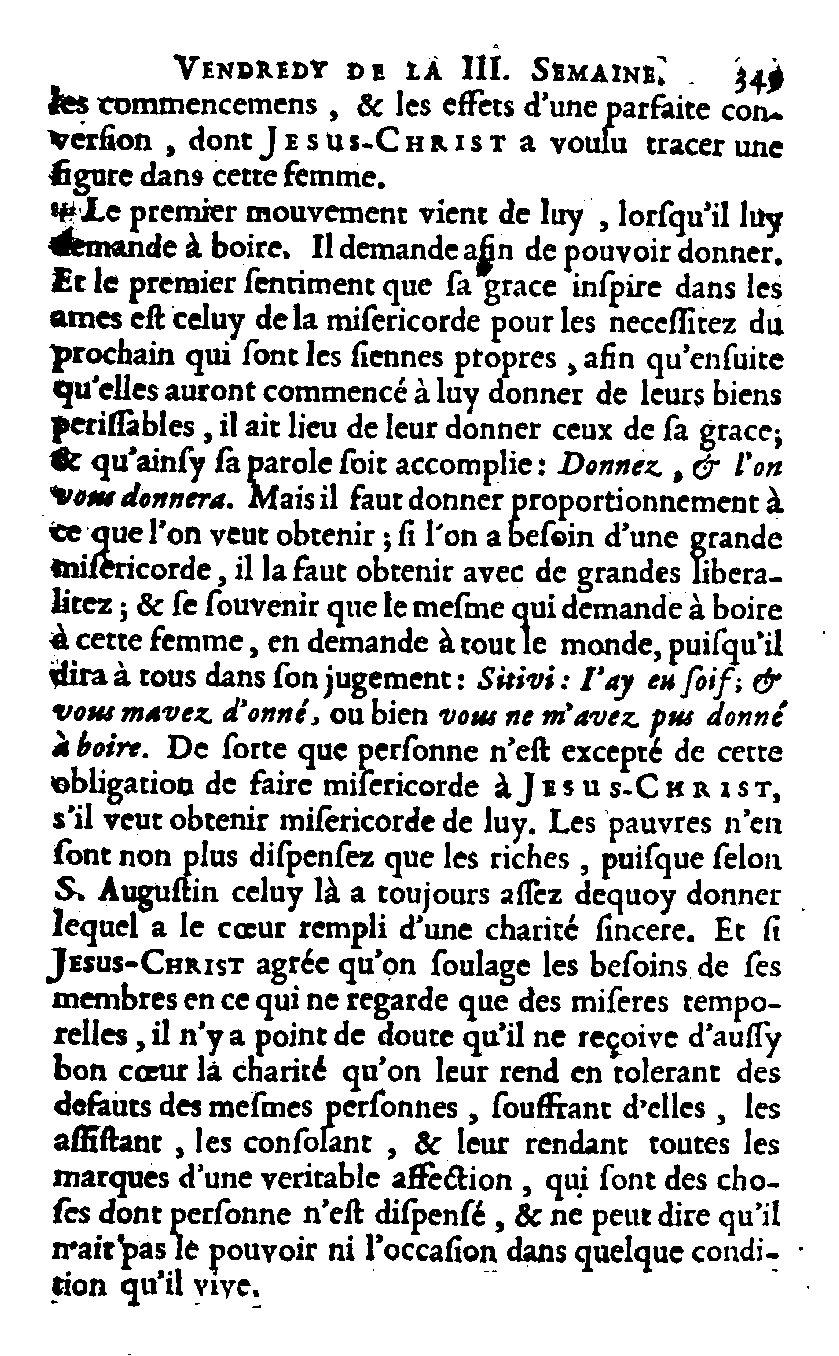 VENDREDY DE LA III. SEMAINE. 349
les commencemens , & les effets d'une parfaite con-
verſion , dont JESUS-CHRIST a voulu tracer une
figure dans cette femme.
Le premier mouvement vient de luy , lorſqu'il luy
demande à boire. Il demande afin de pouvoir donner.
Et le premier ſentiment que ſa grace inſpire dans les
ames eſt celuy de la miſericorde pour les neceſſitez du
prochain qui ſont les ſiennes propres , afin qu'enſuite
qu'elles auront commencé à luy donner de leurs biens
periſſables , il ait lieu de leur donner ceux de ſa grace;
& qu'ainſy ſa parole ſoit accomplie : Donnez , & l'on
vous donnera. Mais il faut donner proportionnement à
ce que l'on veut obtenir ; ſi l'on a beſoin d'une grande
miſericorde , il la faut obtenir avec de grandes libera-
litez ; & ſe ſouvenir que le meſme qui demande à boire
à cette femme , en demande à tout le monde, puiſqu'il
dira à tous dans ſon jugement : Sitivi : I'ay eu ſoif ; &
vous mavez d'onné, ou bien vous ne m'avez pas donné
à boire. De ſorte que perſonne n'eſt excepté de cette
obligation de faire miſericorde à JESUS-CHRIST,
s'il veut obtenir miſericorde de luy. Les pauvres n'en
ſont non plus diſpenſez que les riches , puiſque ſelon
S. Auguſtin celuy là a toujours aſſez dequoy donner
lequel a le cœur rempli d'une charité ſincere. Et ſi
JESUS-CHRIST agrée qu'on ſoulage les beſoins de ſes
membres en ce qui ne regarde que des miſeres tempo-
relles , il n'y a point de doute qu'il ne reçoive d'auſſy
bon cœur la charité qu'on leur rend en tolerant des
defauts des meſmes perſonnes , ſouffrant d'elles , les
aſſiſtant , les conſolant , & leur rendant toutes les
marques d'une veritable affection , qui ſont des cho-
ſes dont perſonne n'eſt diſpenſé , & ne peut dire qu'il
n'ait pas le pouvoir ni l'occaſion dans quelque condi-
tion qu'il vive.